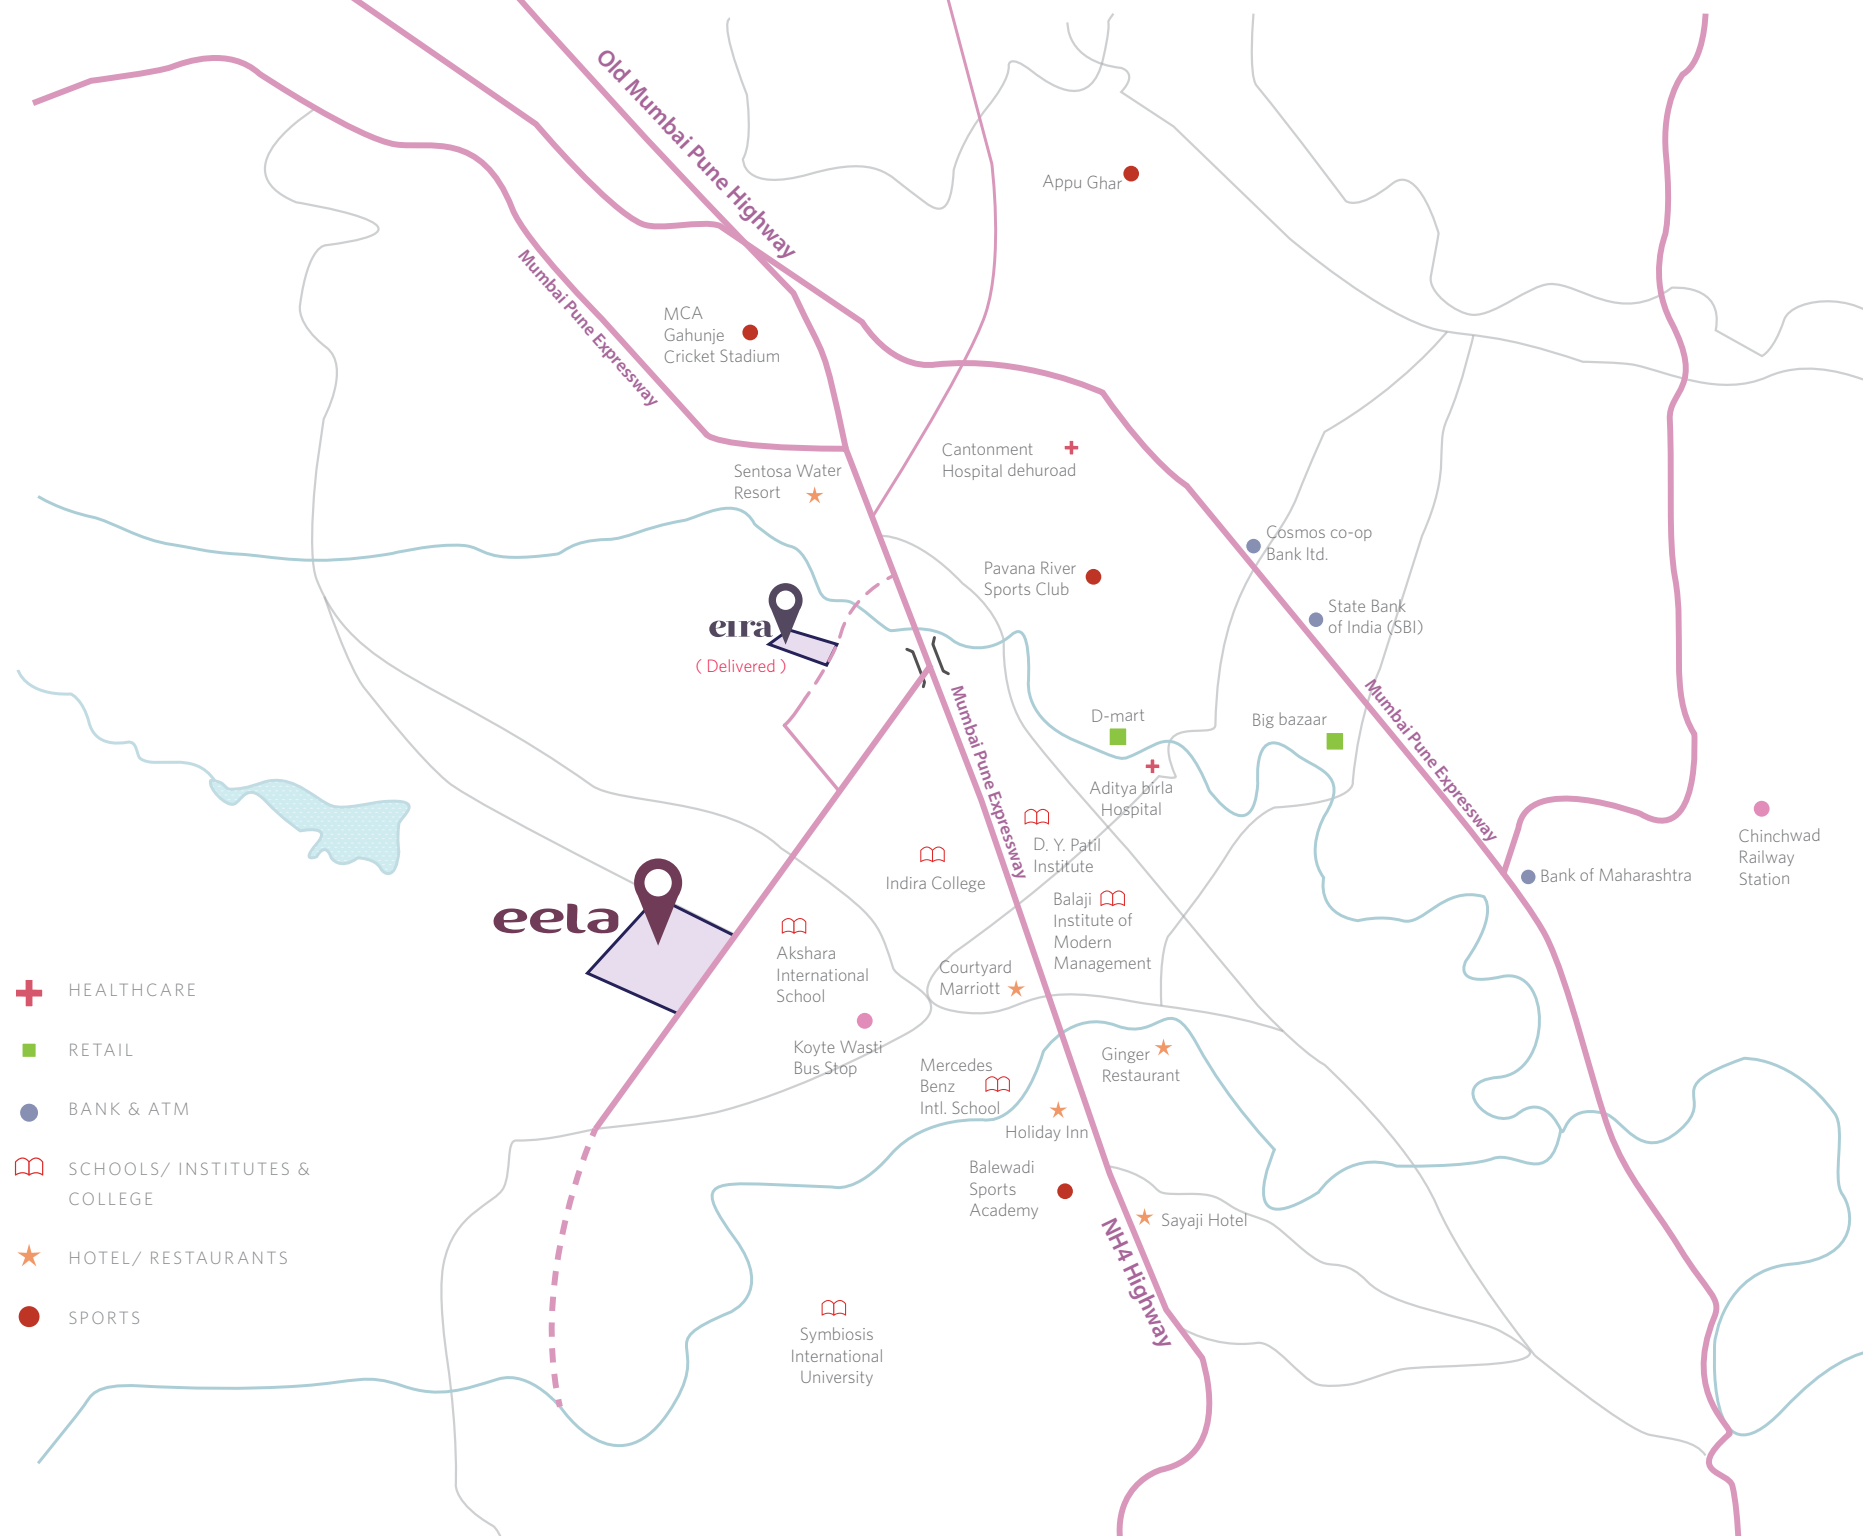 Old Mumbai Pune Highway
Appu Ghar
Mumbai Pune Expressway
MCA
Gahunje
Cricket Stadium
Sentosa Water
Resort
Cantonment
Hospital dehuroad
Cosmos co-op
Bank ltd.
Pavana River
Sports Club
State Bank
of India (SBI)
eıra
( Delivered )
Mumbai Pune Expressway
D-mart
Big bazaar
Mumbai Pune Expressway
Aditya birla
Hospital
D. Y. Patil
Institute
Indira College
Chinchwad
Railway
Station
Bank of Maharashtra
Balaji
Institute of
Modern
Management
eela
Akshara
International
School
Courtyard
Marriott
Koyte Wasti
Bus Stop
Mercedes
Benz
Intl. School
Ginger
Restaurant
Holiday Inn
Balewadi
Sports
Academy
Sayaji Hotel
NH4 Highway
Symbiosis
International
University
HEALTHCARE
RETAIL
BANK & ATM
SCHOOLS/ INSTITUTES &
COLLEGE
HOTEL/ RESTAURANTS
SPORTS